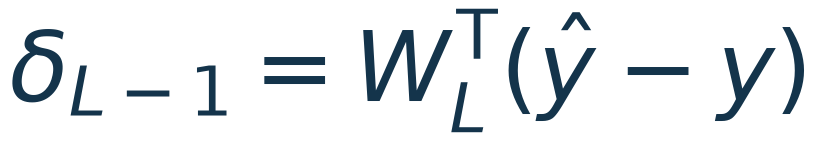 δ_{L−1} = W_L^T(ŷ − y)